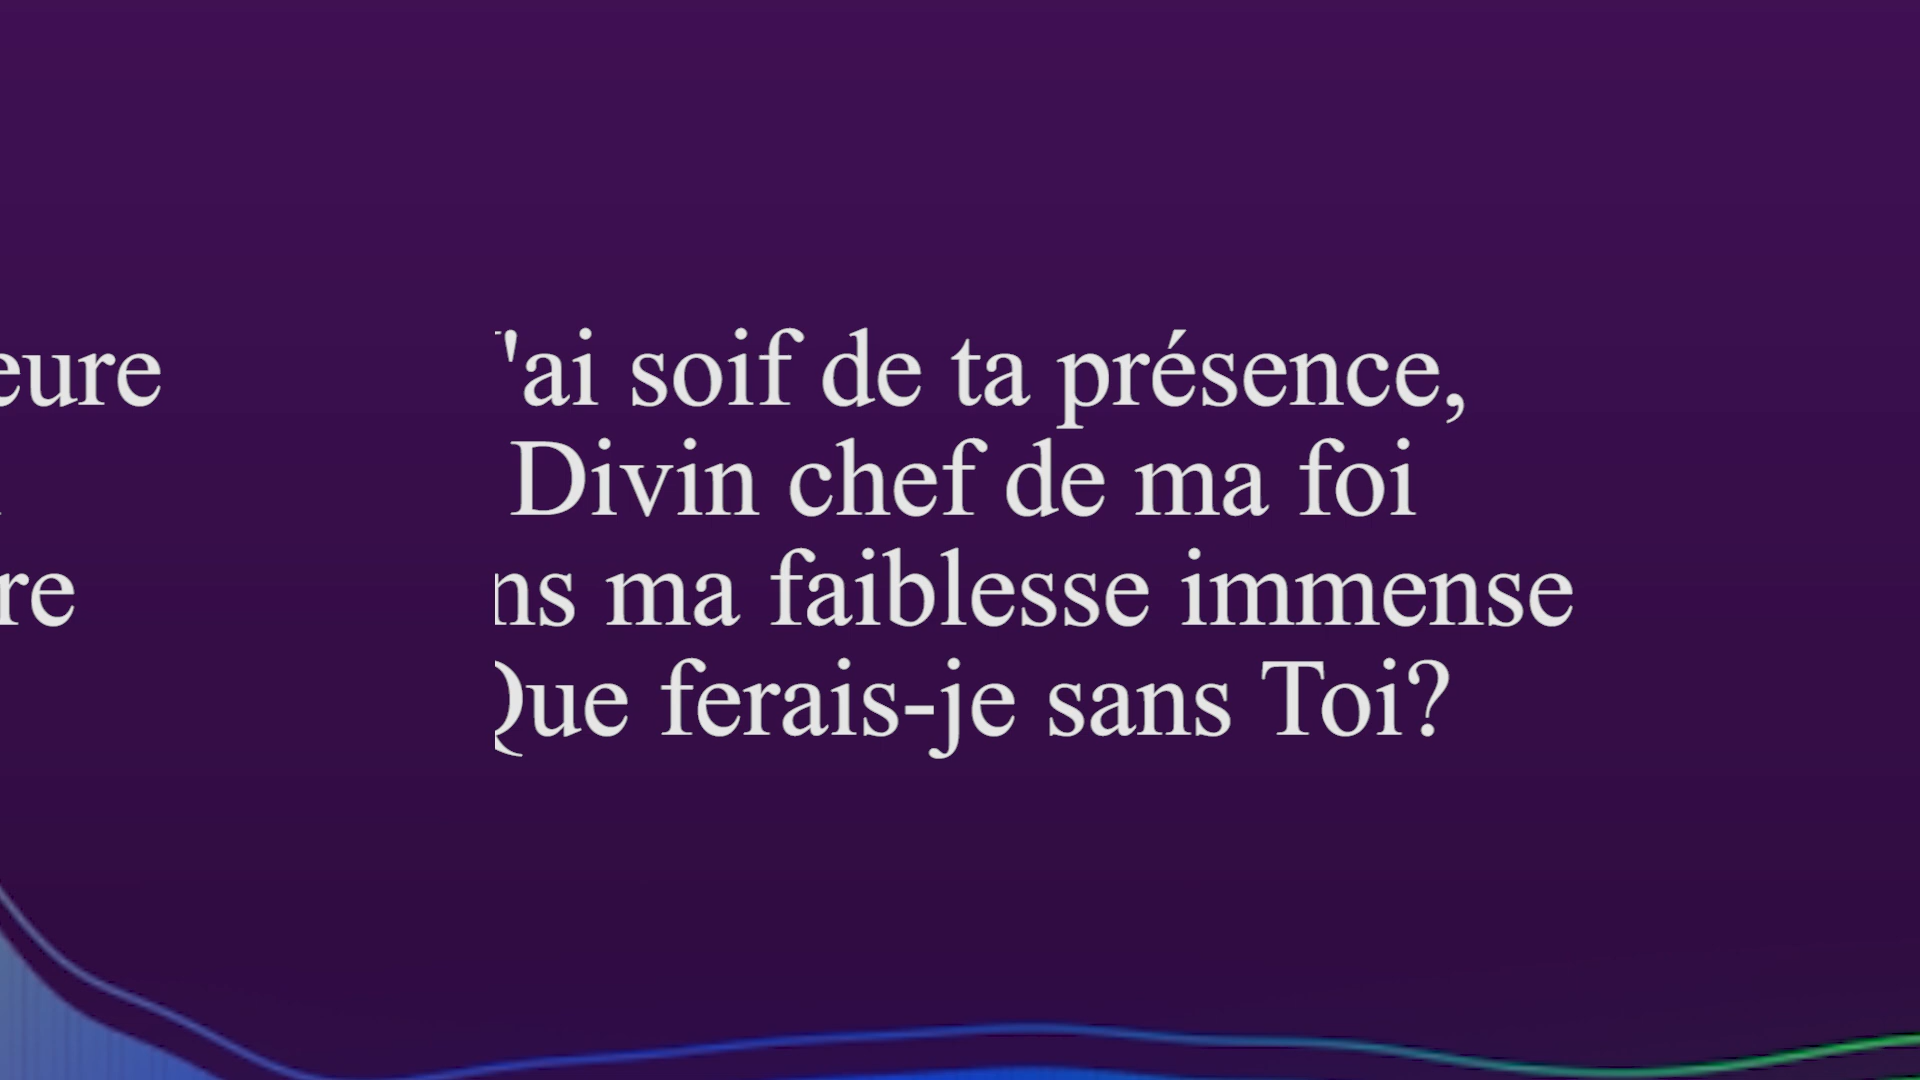 eure
re
'ai soif de ta présence,
Divin chef de ma foi
ns ma faiblesse immense
Que ferais-je sans Toi?